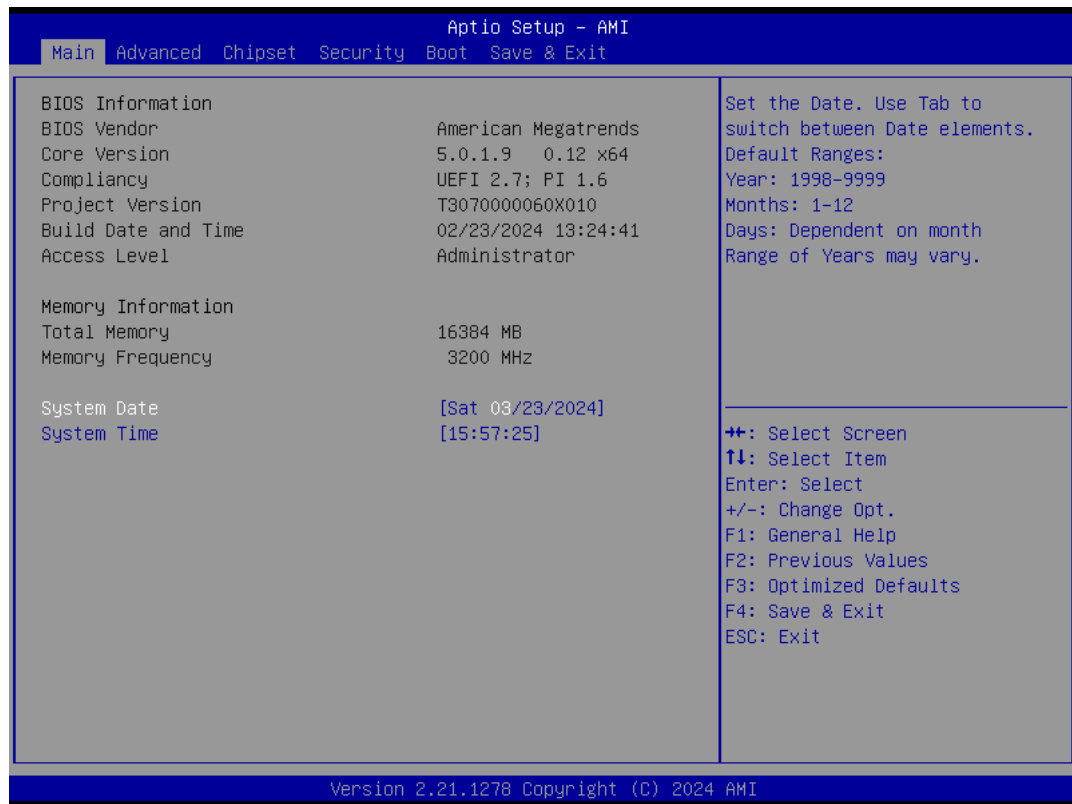 Aptio Setup – AMI
Main Advanced Chipset Security Boot Save & Exit
BIOS Information
BIOS Vendor American Megatrends
Core Version 5.0.1.9 0.12 x64
Compliancy UEFI 2.7; PI 1.6
Project Version T3070000060X010
Build Date and Time 02/23/2024 13:24:41
Access Level Administrator
Memory Information
Total Memory 16384 MB
Memory Frequency 3200 MHz
System Date [Sat 03/23/2024]
System Time [15:57:25]
Set the Date. Use Tab to
switch between Date elements.
Default Ranges:
Year: 1998-9999
Months: 1-12
Days: Dependent on month
Range of Years may vary.
→←: Select Screen
↑↓: Select Item
Enter: Select
+/-: Change Opt.
F1: General Help
F2: Previous Values
F3: Optimized Defaults
F4: Save & Exit
ESC: Exit
Version 2.21.1278 Copyright (C) 2024 AMI